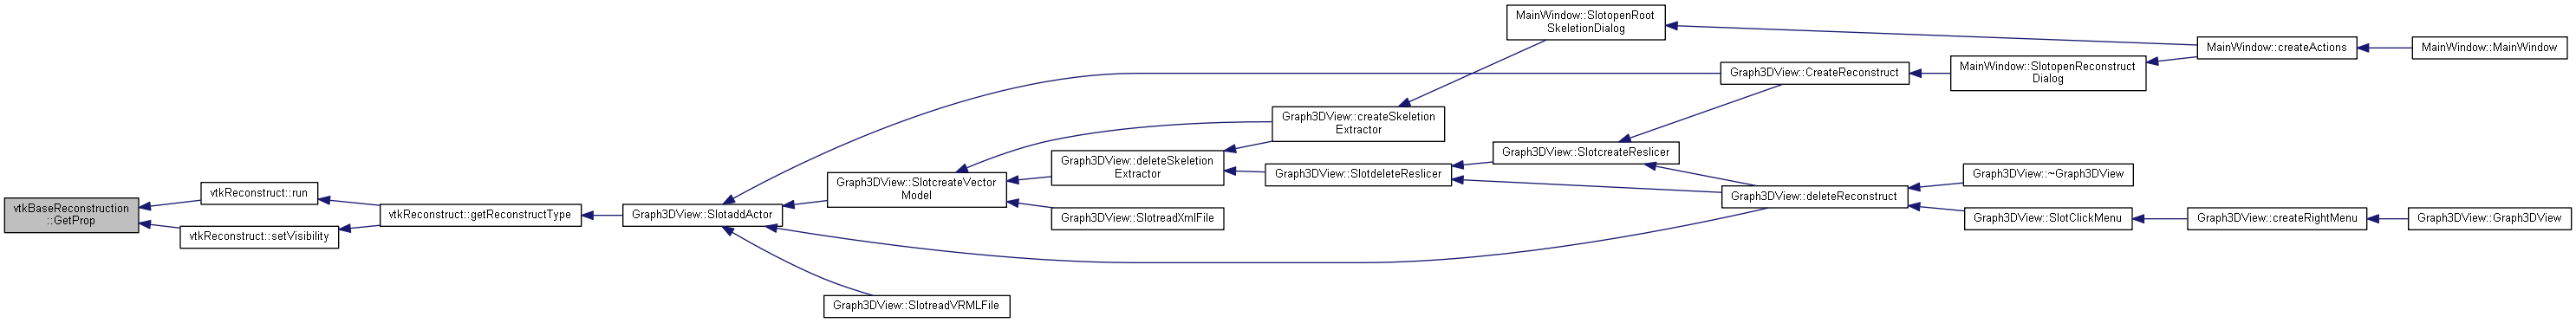 MainWindow::SlotopenRoot
SkeletionDialog
MainWindow::createActions
MainWindow::MainWindow
Graph3DView::CreateReconstruct
MainWindow::SlotopenReconstruct
Dialog
Graph3DView::createSkeletion
Extractor
Graph3DView::SlotcreateReslicer
Graph3DView::deleteSkeletion
Extractor
Graph3DView::SlotdeleteReslicer
Graph3DView::~Graph3DView
Graph3DView::SlotcreateVector
Model
vtkReconstruct::run
Graph3DView::deleteReconstruct
vtkBaseReconstruction
::GetProp
vtkReconstruct::getReconstructType
Graph3DView::SlotaddActor
Graph3DView::SlotreadXmlFile
Graph3DView::SlotClickMenu
Graph3DView::createRightMenu
Graph3DView::Graph3DView
vtkReconstruct::setVisibility
Graph3DView::SlotreadVRMLFile